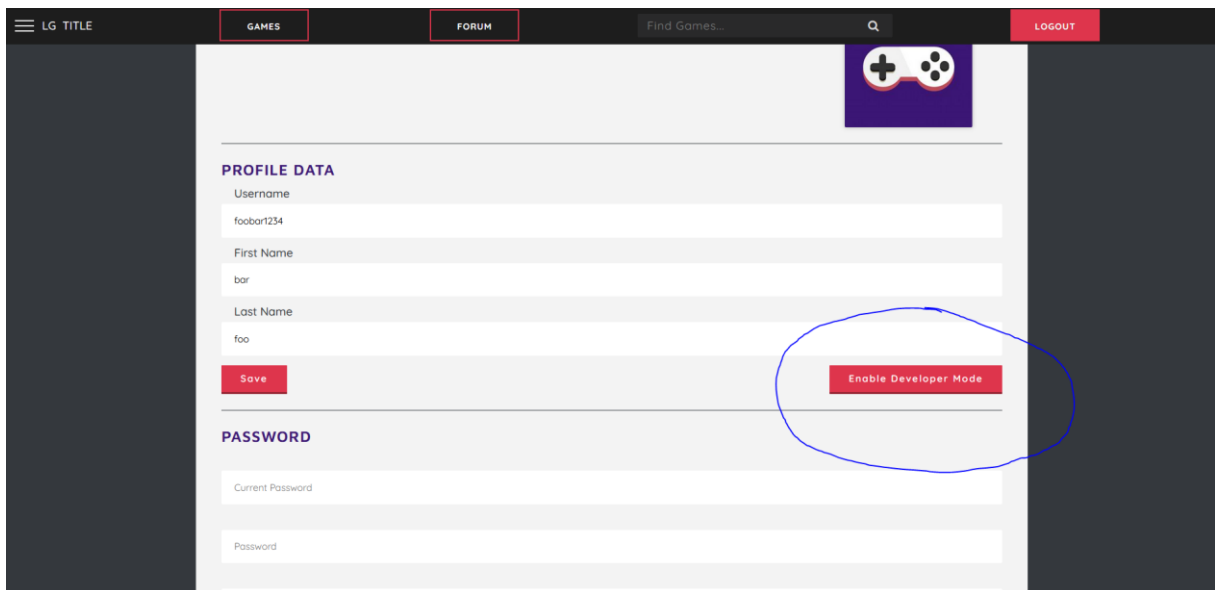 LG TITLE GAMES FORUM Find Games... LOGOUT
PROFILE DATA
Username
foobar1234
First Name
bar
Last Name
foo
Save Enable Developer Mode
PASSWORD
Current Password
Password